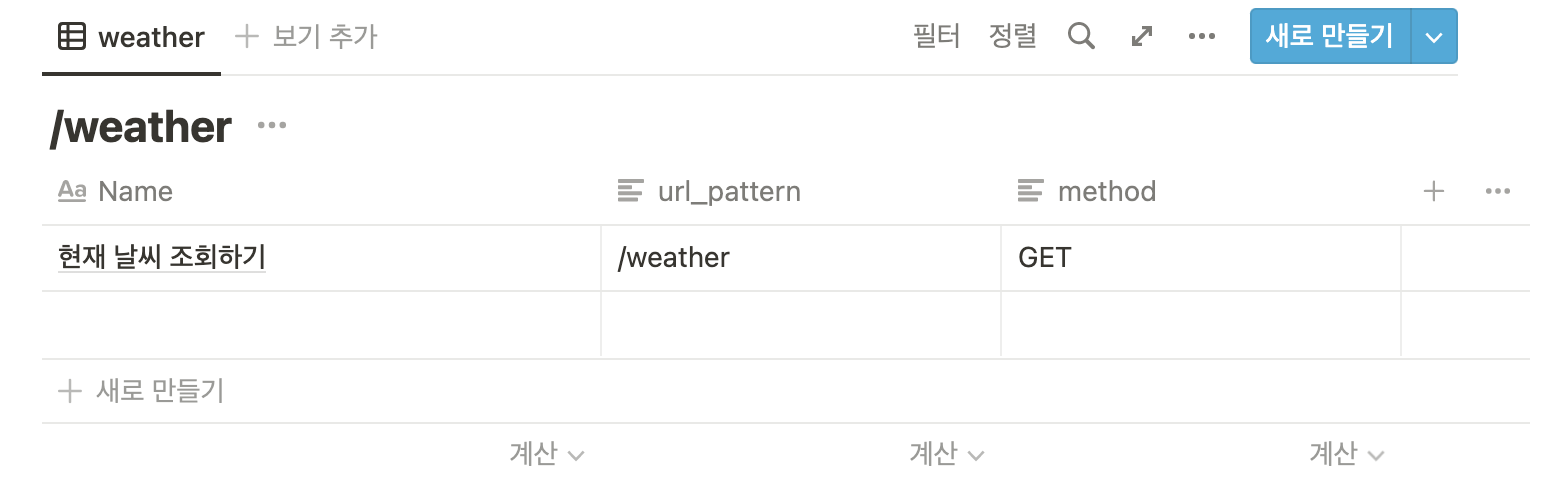 weather + 보기 추가 필터 정렬 새로 만들기
/weather
Aa Name url_pattern method
현재 날씨 조회하기 /weather GET
+ 새로 만들기
계산 계산 계산